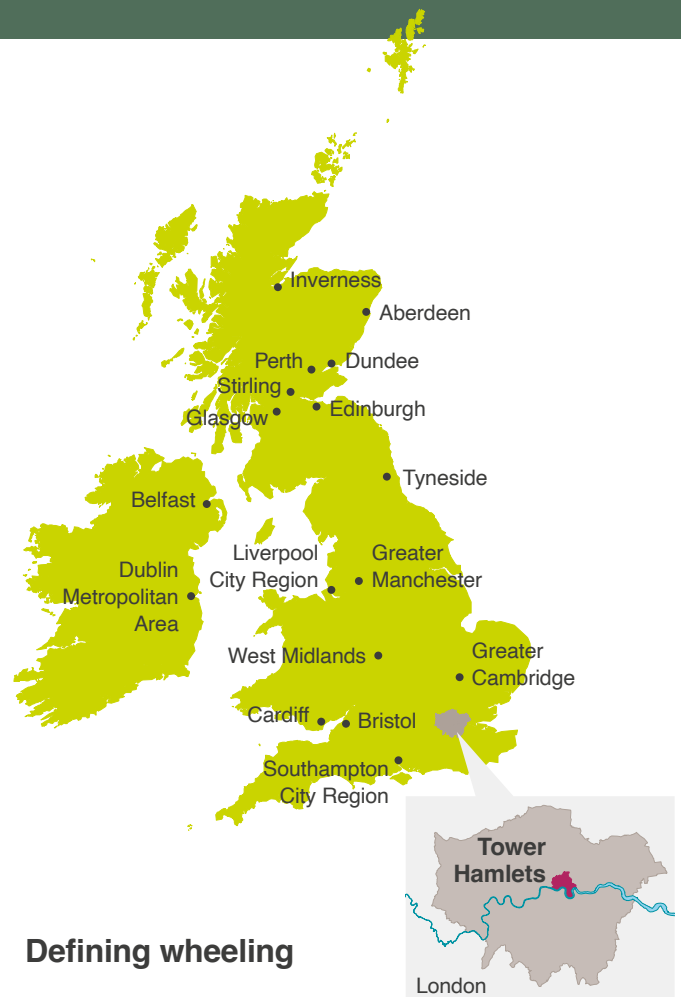 Inverness
Aberdeen
Perth
Dundee
Stirling
Glasgow
Edinburgh
Tyneside
Belfast
Liverpool
City Region
Greater
Manchester
Dublin
Metropolitan
Area
West Midlands
Greater
Cambridge
Cardiff
Bristol
Southampton
City Region
Tower
Hamlets
London
Defining wheeling